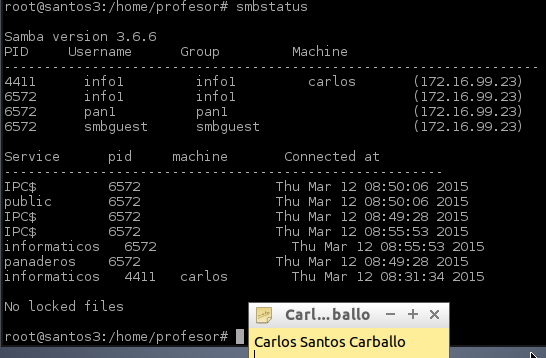 root@santos3:/home/profesor# smbstatus
Samba version 3.6.6
PID Username Group Machine
-------------------------------------------------------------------
4411 info1 info1 carlos (172.16.99.23)
6572 info1 info1 (172.16.99.23)
6572 pan1 pan1 (172.16.99.23)
6572 smbguest smbguest (172.16.99.23)
Service pid machine Connected at
-------------------------------------------------------
IPC$ 6572 Thu Mar 12 08:50:06 2015
public 6572 Thu Mar 12 08:50:06 2015
IPC$ 6572 Thu Mar 12 08:49:28 2015
IPC$ 6572 Thu Mar 12 08:55:53 2015
informaticos 6572 Thu Mar 12 08:55:53 2015
panaderos 6572 Thu Mar 12 08:49:28 2015
informaticos 4411 carlos Thu Mar 12 08:31:34 2015
No locked files
root@santos3:/home/profesor#
Carl...ballo
Carlos Santos Carballo